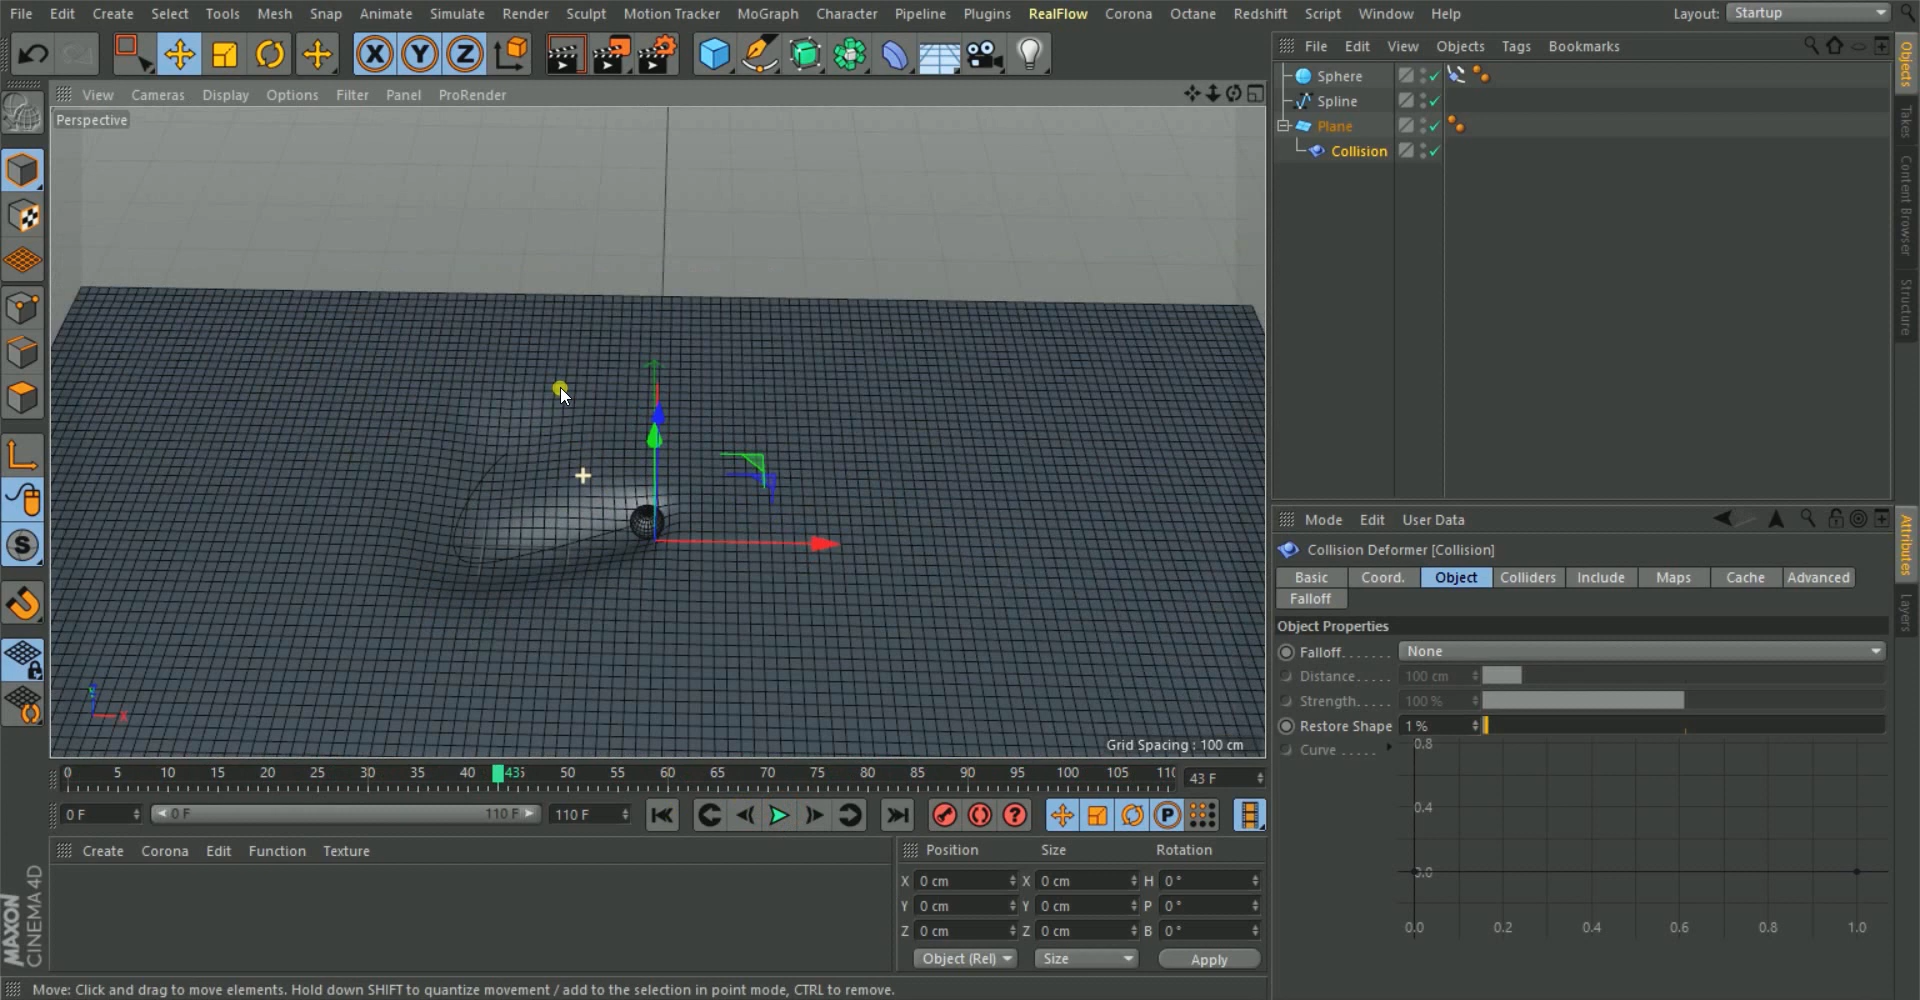 File Edit Create Select Tools Mesh Snap Animate Simulate Render Sculpt Motion Tracker MoGraph Character Pipeline Plugins RealFlow Corona Octane Redshift Script Window Help Layout: Startup
X Y Z
File Edit View Objects Tags Bookmarks
View Cameras Display Options Filter Panel ProRender
Perspective
Sphere
Spline
Plane
Collision
Objects
Takes
Content Browser
Structure
Mode Edit User Data
Collision Deformer [Collision]
Basic Coord. Object Colliders Include Maps Cache Advanced
Falloff
Object Properties
Falloff....... None
Distance..... 100 cm
Strength..... 100 %
Restore Shape 1 %
Curve .....
0.8
0.4
0.0
0.0 0.2 0.4 0.6 0.8 1.0
Attributes
Layers
Y
X
Grid Spacing : 100 cm
0 5 10 15 20 25 30 35 40 43 50 55 60 65 70 75 80 85 90 95 100 105 110 43 F
0 F 0 F 110 F 110 F
P
S
Create Corona Edit Function Texture
Position Size Rotation
X 0 cm X 0 cm H 0 °
Y 0 cm Y 0 cm P 0 °
Z 0 cm Z 0 cm B 0 °
Object (Rel) Size Apply
MAXON
CINEMA 4D
Move: Click and drag to move elements. Hold down SHIFT to quantize movement / add to the selection in point mode, CTRL to remove.